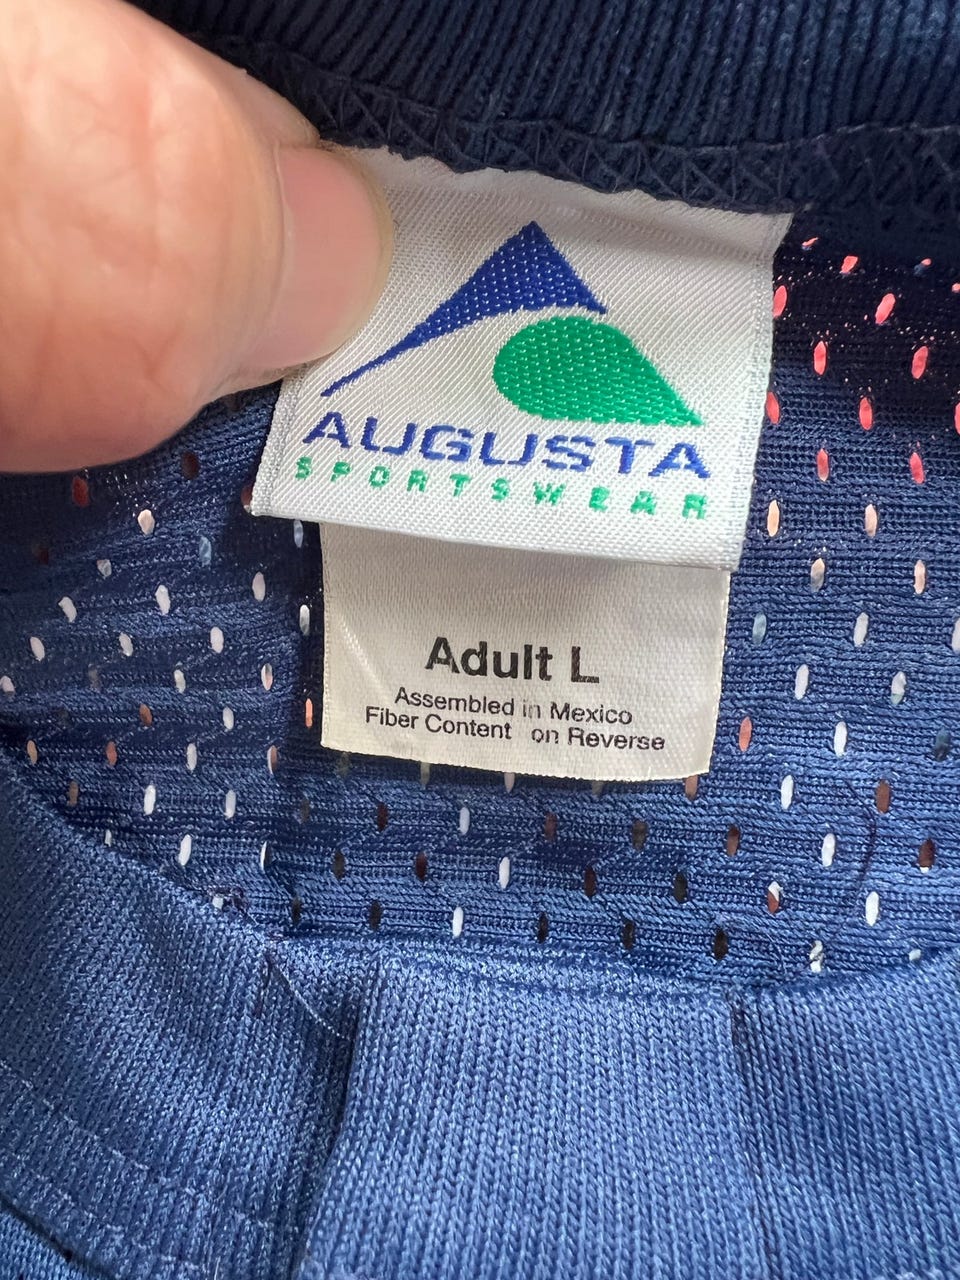 AUGUSTA
SPORTSWEAR
Adult L
Assembled in Mexico
Fiber Content on Reverse